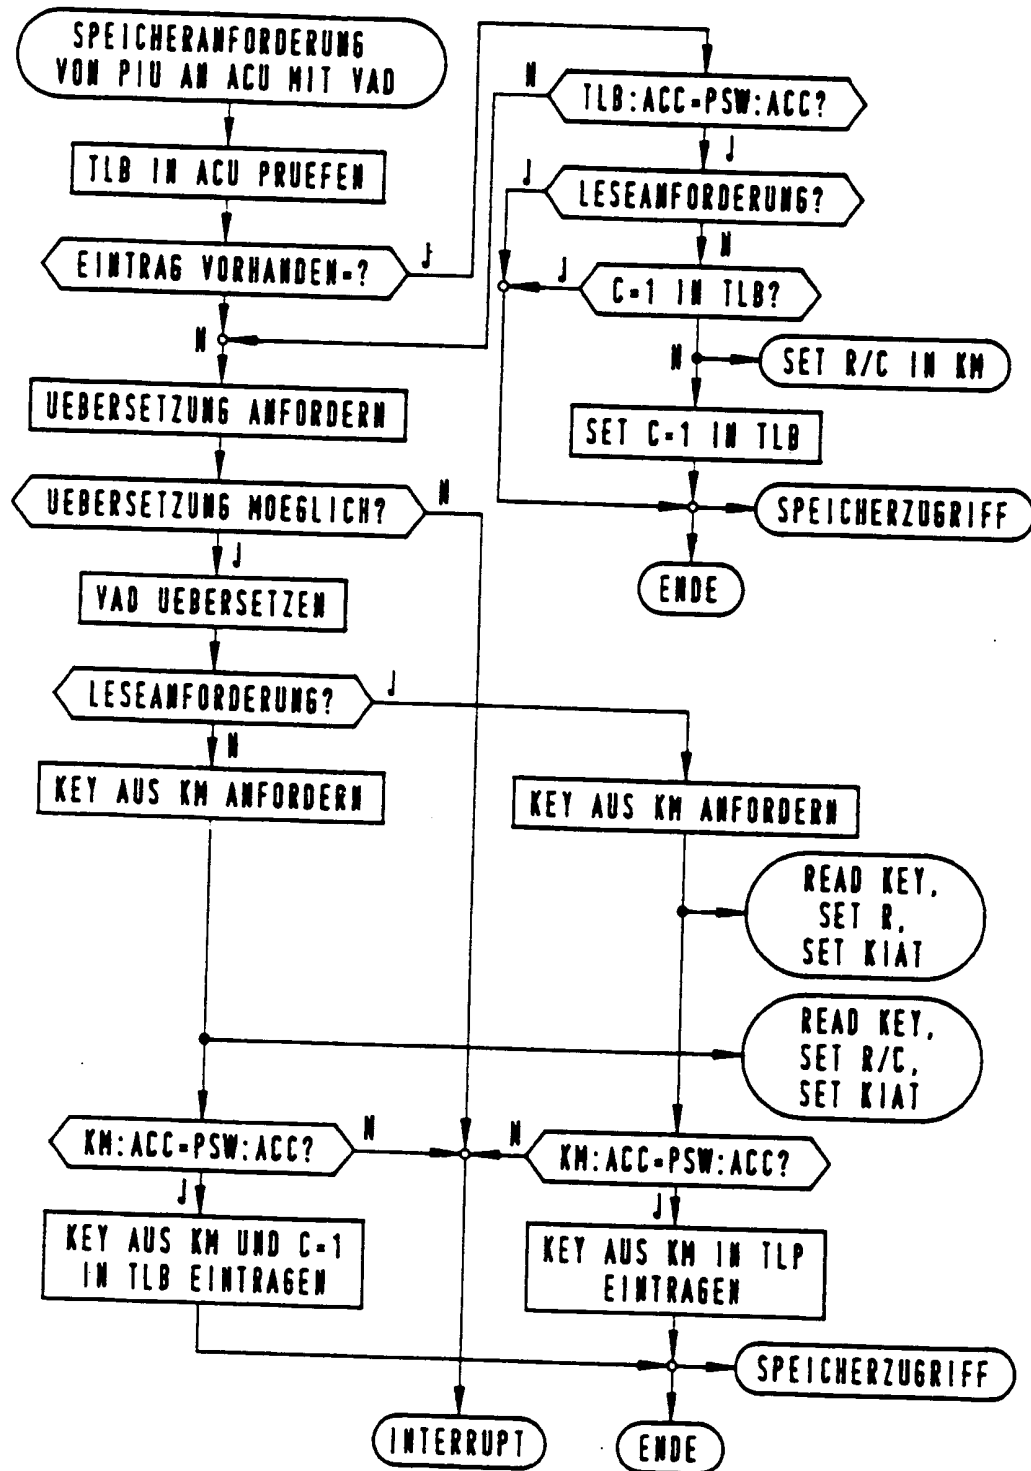 SPEICHERANFORDERUNG
VON PIU AN ACU MIT VAD
TLB IN ACU PRUEFEN
EINTRAG VORHANDEN=?
J
N
UEBERSETZUNG ANFORDERN
UEBERSETZUNG MOEGLICH?
N
J
VAD UEBERSETZEN
LESEANFORDERUNG?
J
N
KEY AUS KM ANFORDERN
KM:ACC=PSW:ACC?
N
J
KEY AUS KM UND C=1
IN TLB EINTRAGEN
INTERRUPT
N
TLB:ACC=PSW:ACC?
J
J
LESEANFORDERUNG?
N
J
C=1 IN TLB?
N
SET R/C IN KM
SET C=1 IN TLB
SPEICHERZUGRIFF
ENDE
KEY AUS KM ANFORDERN
READ KEY,
SET R,
SET KIAT
READ KEY,
SET R/C,
SET KIAT
N
KM:ACC=PSW:ACC?
J
KEY AUS KM IN TLP
EINTRAGEN
SPEICHERZUGRIFF
ENDE